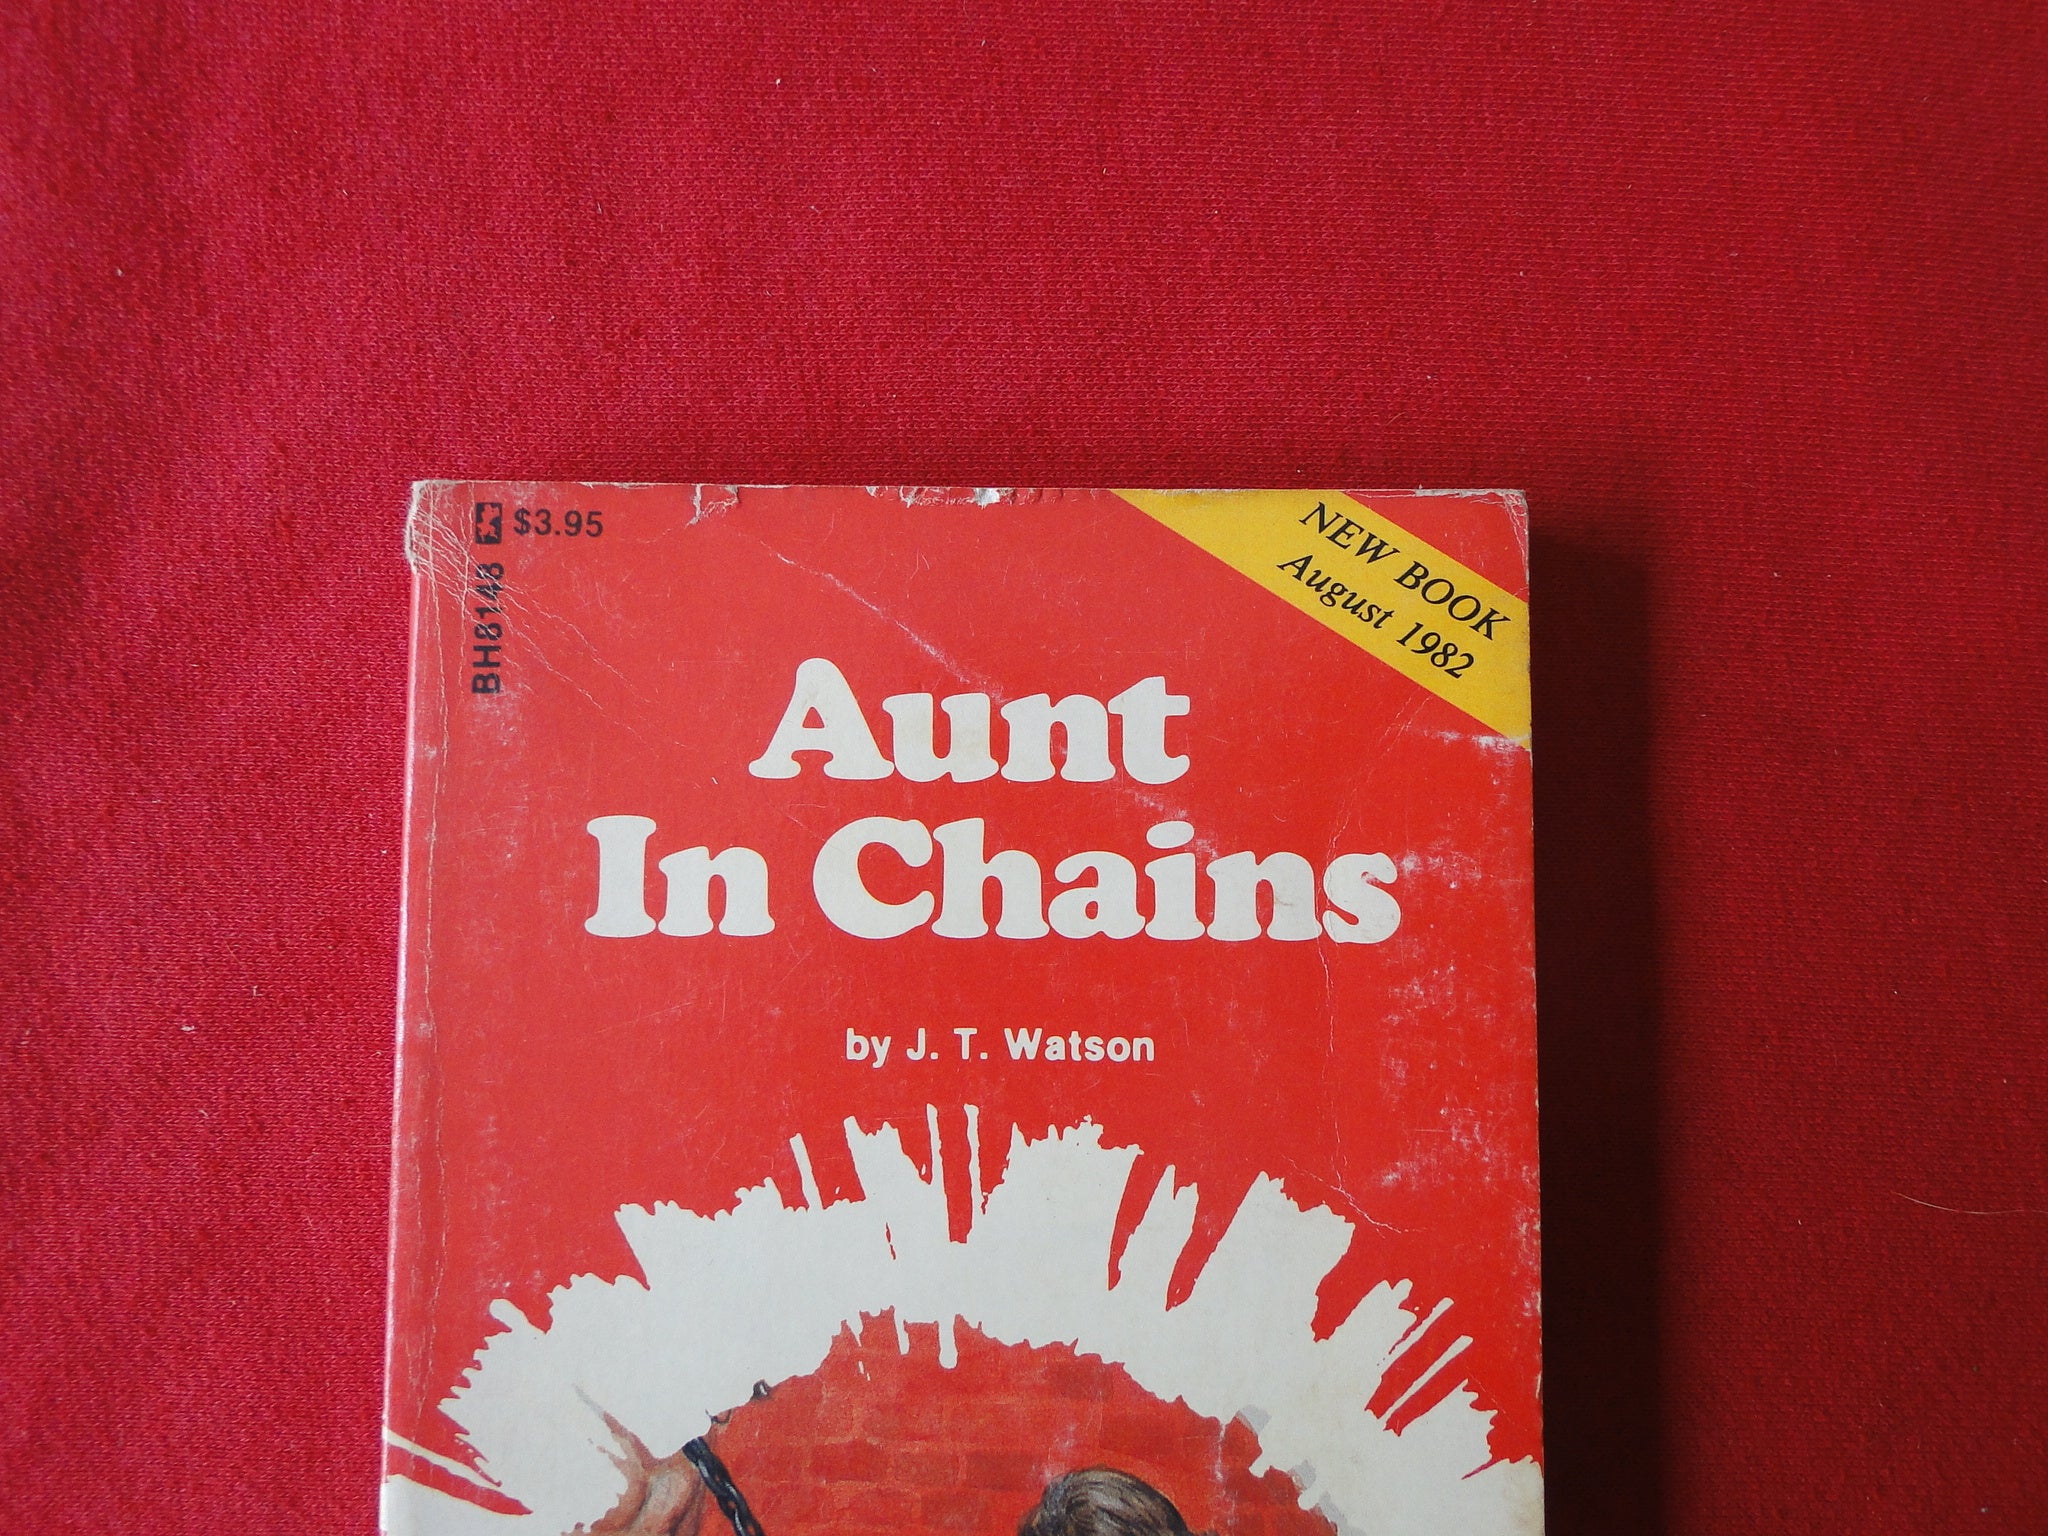 $3.95
BH8148
NEW BOOK
August 1982
Aunt
In Chains
by J. T. Watson